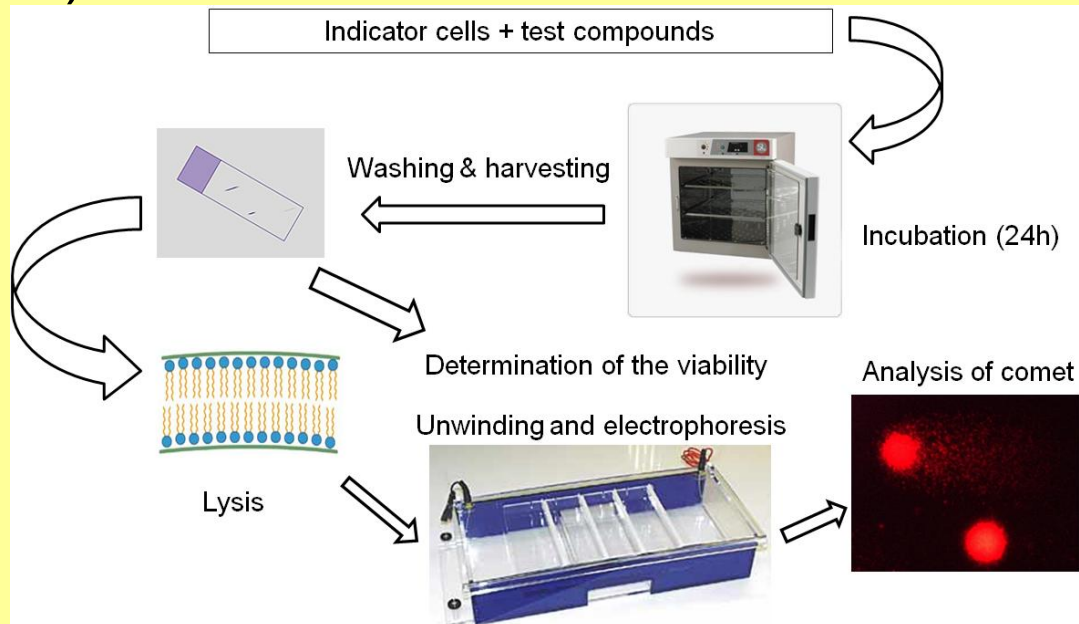 Indicator cells + test compounds
Washing & harvesting
Incubation (24h)
Determination of the viability
Analysis of comet
Unwinding and electrophoresis
Lysis